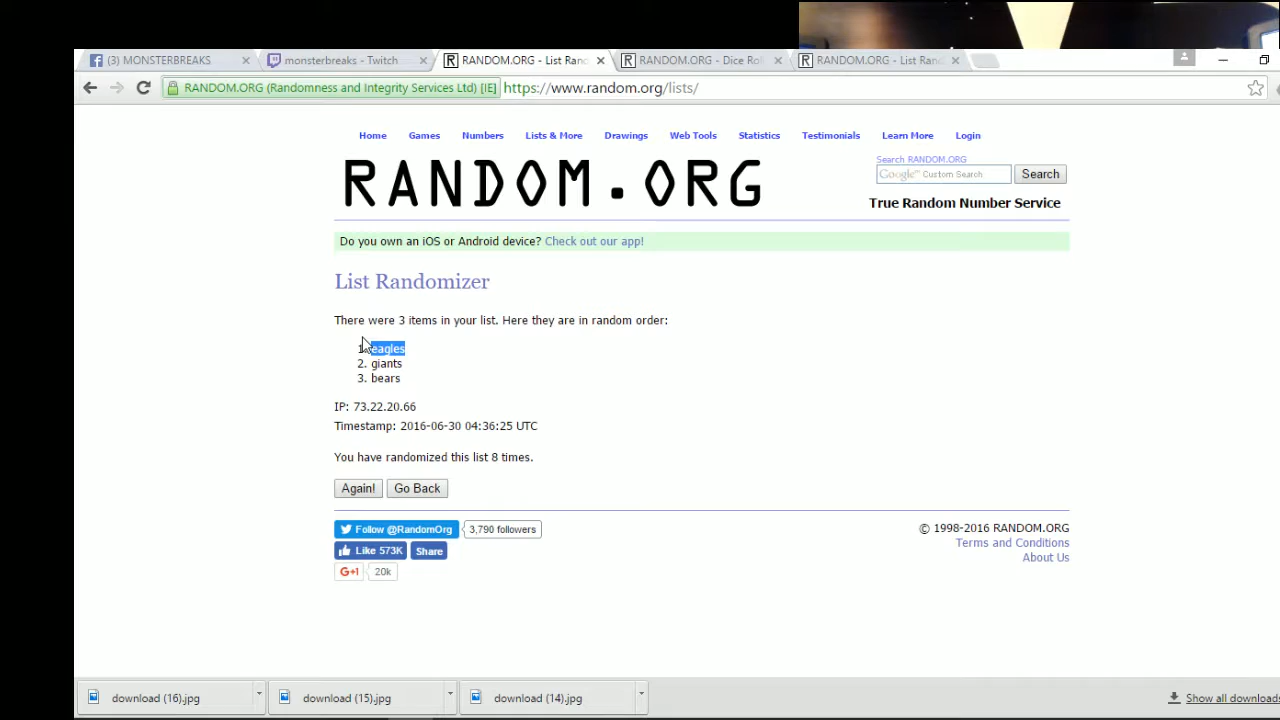 (3) MONSTERBREAKS
monsterbreaks - Twitch
RANDOM.ORG - List Ran
RANDOM.ORG - Dice Rol
RANDOM.ORG - List Ran
RANDOM.ORG (Randomness and Integrity Services Ltd) [IE]
https://www.random.org/lists/
Home Games Numbers Lists & More Drawings Web Tools Statistics Testimonials Learn More Login
RANDOM.ORG
Search RANDOM.ORG
Google™ Custom Search
Search
True Random Number Service
Do you own an iOS or Android device? Check out our app!
List Randomizer
There were 3 items in your list. Here they are in random order:
1. eagles
2. giants
3. bears
IP: 73.22.20.66
Timestamp: 2016-06-30 04:36:25 UTC
You have randomized this list 8 times.
Again! Go Back
Follow @RandomOrg 3,790 followers
Like 573K Share
G+1 20k
© 1998-2016 RANDOM.ORG
Terms and Conditions
About Us
download (16).jpg
download (15).jpg
download (14).jpg
Show all downloads